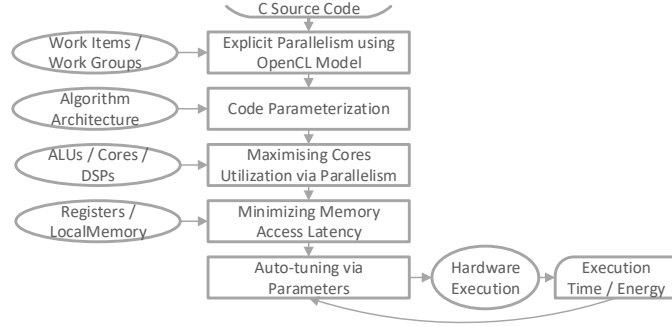 C Source Code
Work Items /
Work Groups
Explicit Parallelism using
OpenCL Model
Algorithm
Architecture
Code Parameterization
ALUs / Cores /
DSPs
Maximising Cores
Utilization via Parallelism
Registers /
LocalMemory
Minimizing Memory
Access Latency
Auto-tuning via
Parameters
Hardware
Execution
Execution
Time / Energy